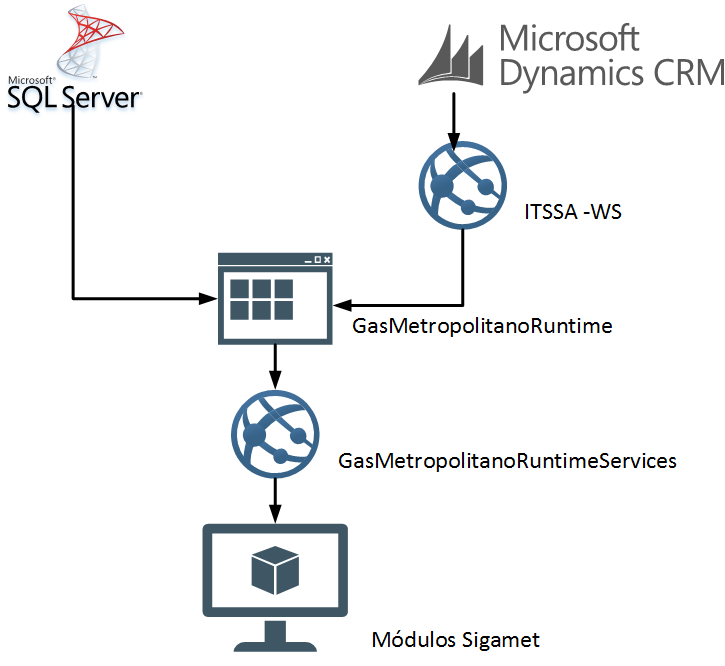 Microsoft®
SQL Server®
Microsoft
Dynamics CRM
ITSSA -WS
GasMetropolitanoRuntime
GasMetropolitanoRuntimeServices
Módulos Sigamet